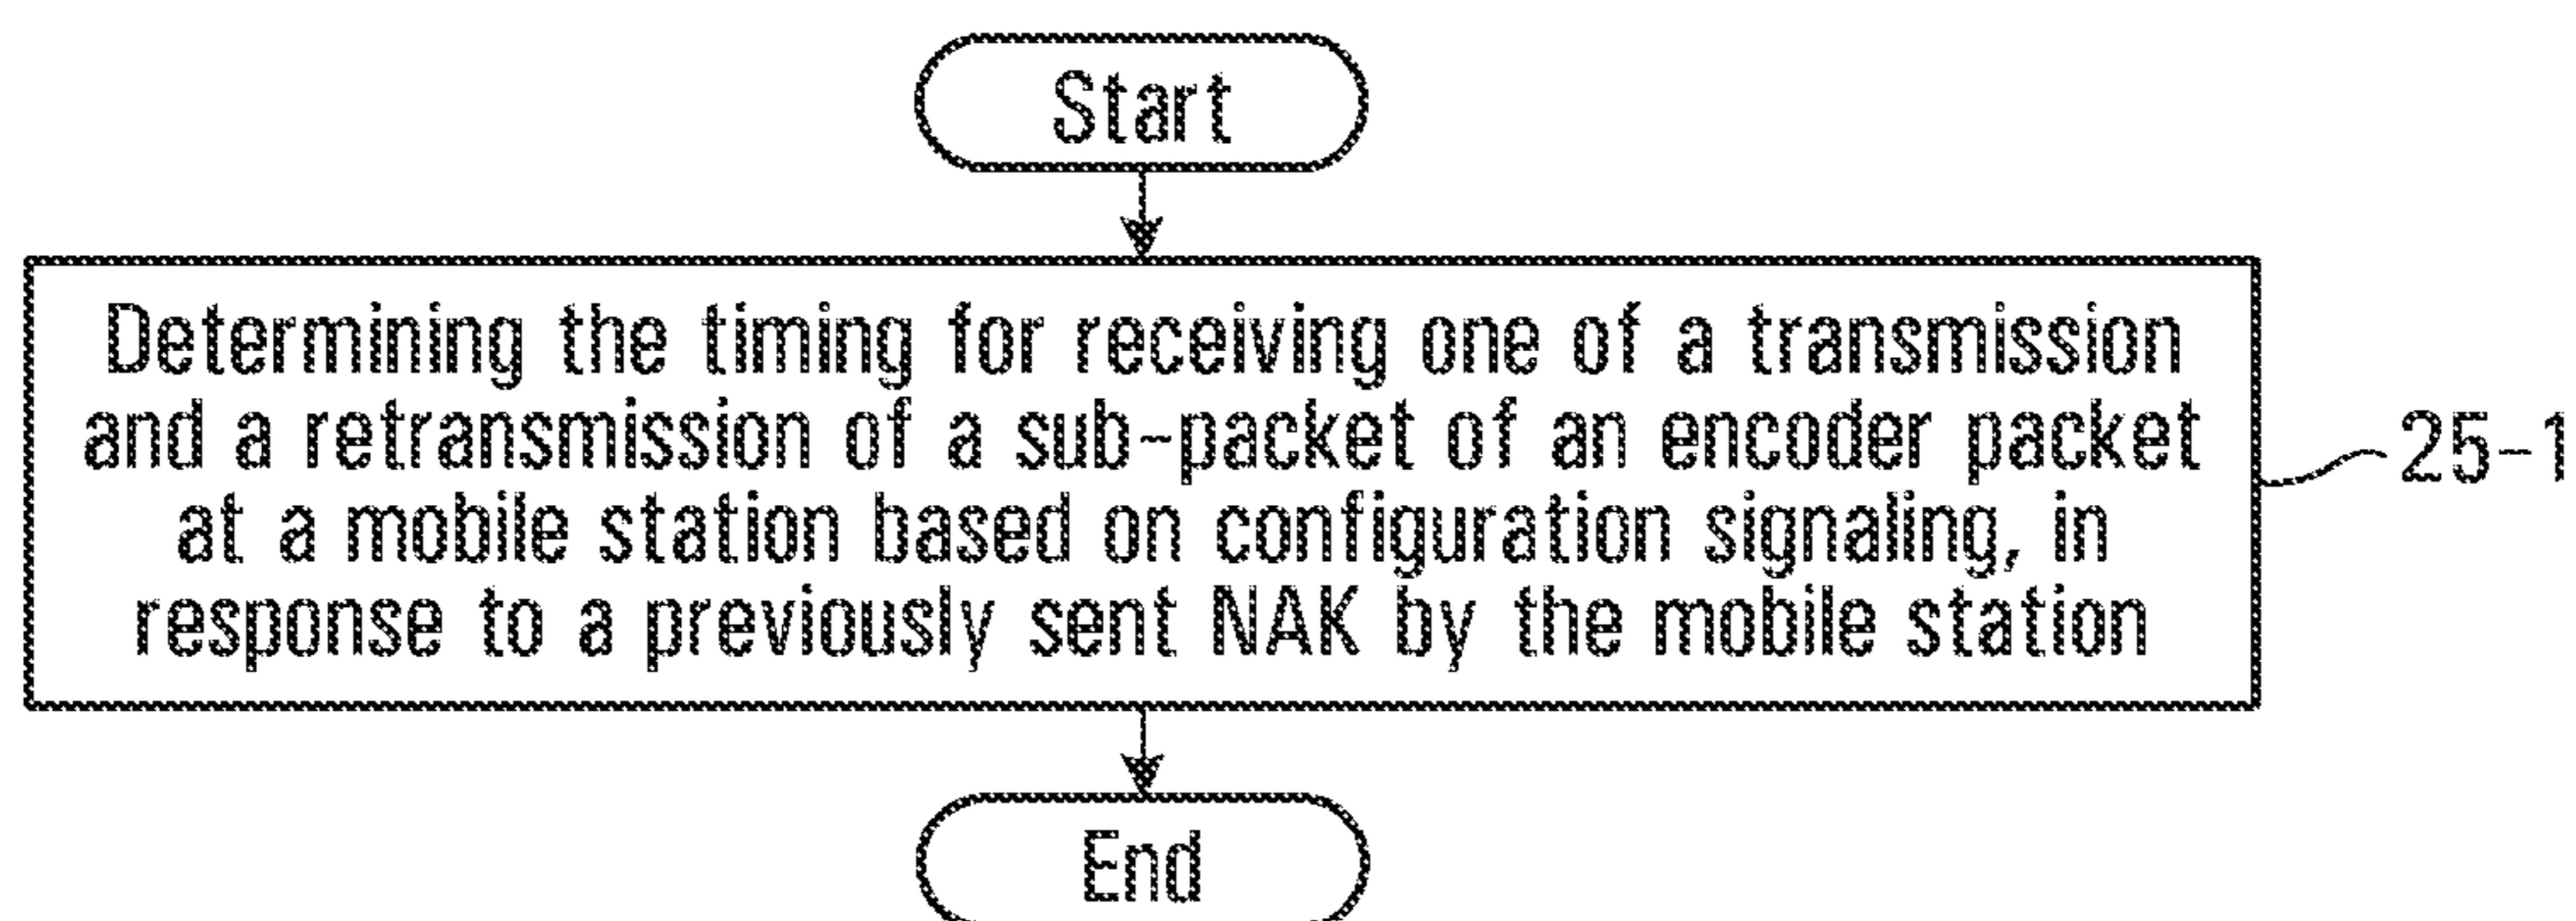 Start
Determining the timing for receiving one of a transmission
and a retransmission of a sub-packet of an encoder packet
at a mobile station based on configuration signaling, in
response to a previously sent NAK by the mobile station
25-1
End